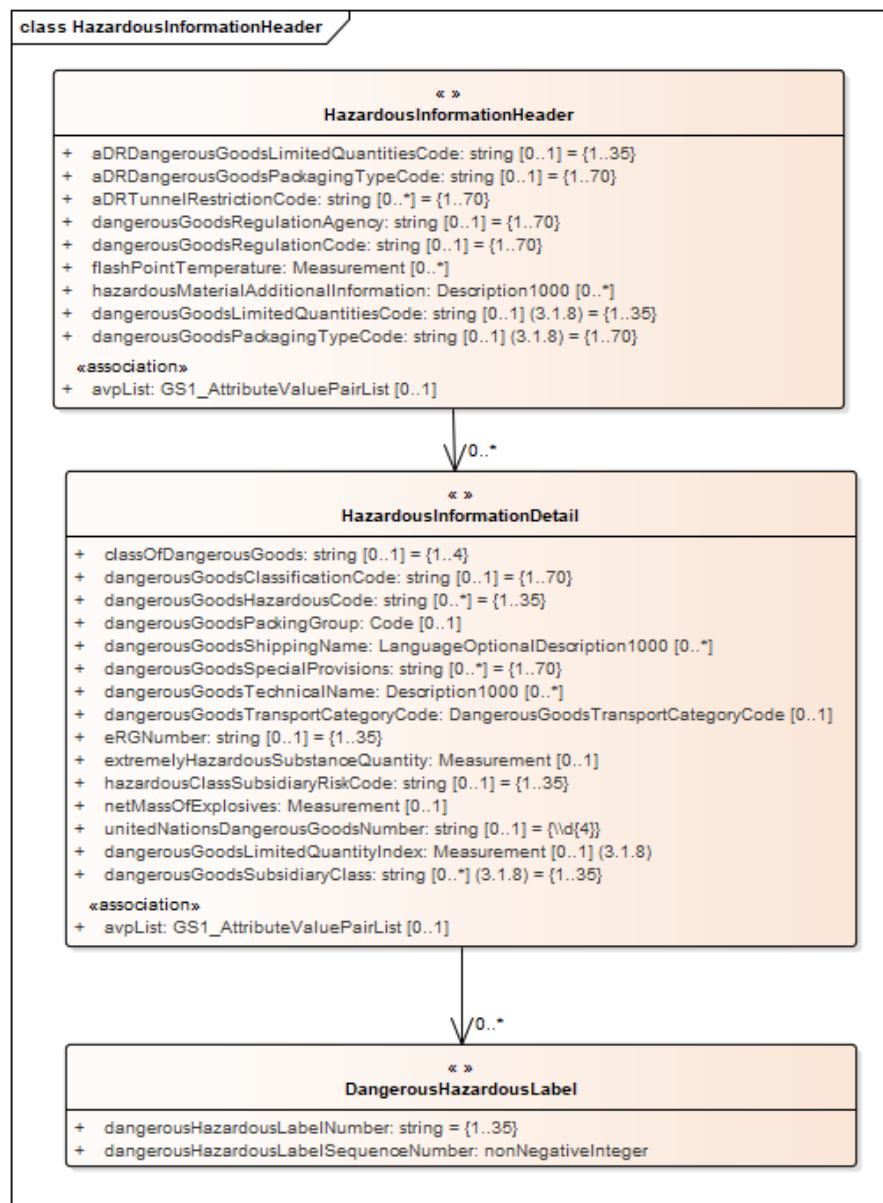 class HazardousInformationHeader
« »
HazardousInformationHeader
+ aDRDangerousGoodsLimitedQuantitiesCode: string [0..1] = {1..35}
+ aDRDangerousGoodsPackagingTypeCode: string [0..1] = {1..70}
+ aDRTunnelRestrictionCode: string [0..*] = {1..70}
+ dangerousGoodsRegulationAgency: string [0..1] = {1..70}
+ dangerousGoodsRegulationCode: string [0..1] = {1..70}
+ flashPointTemperature: Measurement [0..*]
+ hazardousMaterialAdditionalInformation: Description1000 [0..*]
+ dangerousGoodsLimitedQuantitiesCode: string [0..1] (3.1.8) = {1..35}
+ dangerousGoodsPackagingTypeCode: string [0..1] (3.1.8) = {1..70}
«association»
+ avpList: GS1_AttributeValuePairList [0..1]
0..*
« »
HazardousInformationDetail
+ classOfDangerousGoods: string [0..1] = {1..4}
+ dangerousGoodsClassificationCode: string [0..1] = {1..70}
+ dangerousGoodsHazardousCode: string [0..*] = {1..35}
+ dangerousGoodsPackingGroup: Code [0..1]
+ dangerousGoodsShippingName: LanguageOptionalDescription1000 [0..*]
+ dangerousGoodsSpecialProvisions: string [0..*] = {1..70}
+ dangerousGoodsTechnicalName: Description1000 [0..*]
+ dangerousGoodsTransportCategoryCode: DangerousGoodsTransportCategoryCode [0..1]
+ eRGNumber: string [0..1] = {1..35}
+ extremelyHazardousSubstanceQuantity: Measurement [0..1]
+ hazardousClassSubsidiaryRiskCode: string [0..1] = {1..35}
+ netMassOfExplosives: Measurement [0..1]
+ unitedNationsDangerousGoodsNumber: string [0..1] = {\\d{4}}
+ dangerousGoodsLimitedQuantityIndex: Measurement [0..1] (3.1.8)
+ dangerousGoodsSubsidiaryClass: string [0..*] (3.1.8) = {1..35}
«association»
+ avpList: GS1_AttributeValuePairList [0..1]
0..*
« »
DangerousHazardousLabel
+ dangerousHazardousLabelNumber: string = {1..35}
+ dangerousHazardousLabelSequenceNumber: nonNegativeInteger